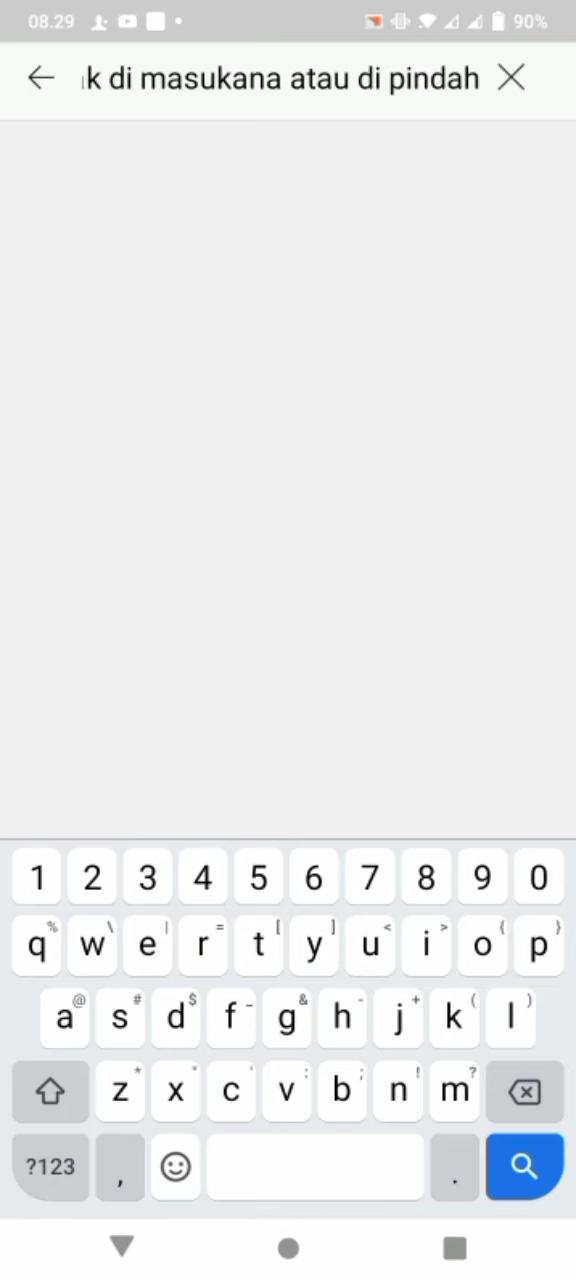 08.29 90%
k di masukana atau di pindah
1 2 3 4 5 6 7 8 9 0
% \ | = [ ] < > { }
q w e r t y u i o p
@ # $ _ & - + ( )
a s d f g h j k l
* " ' : ; ! ?
z x c v b n m
?123 , .